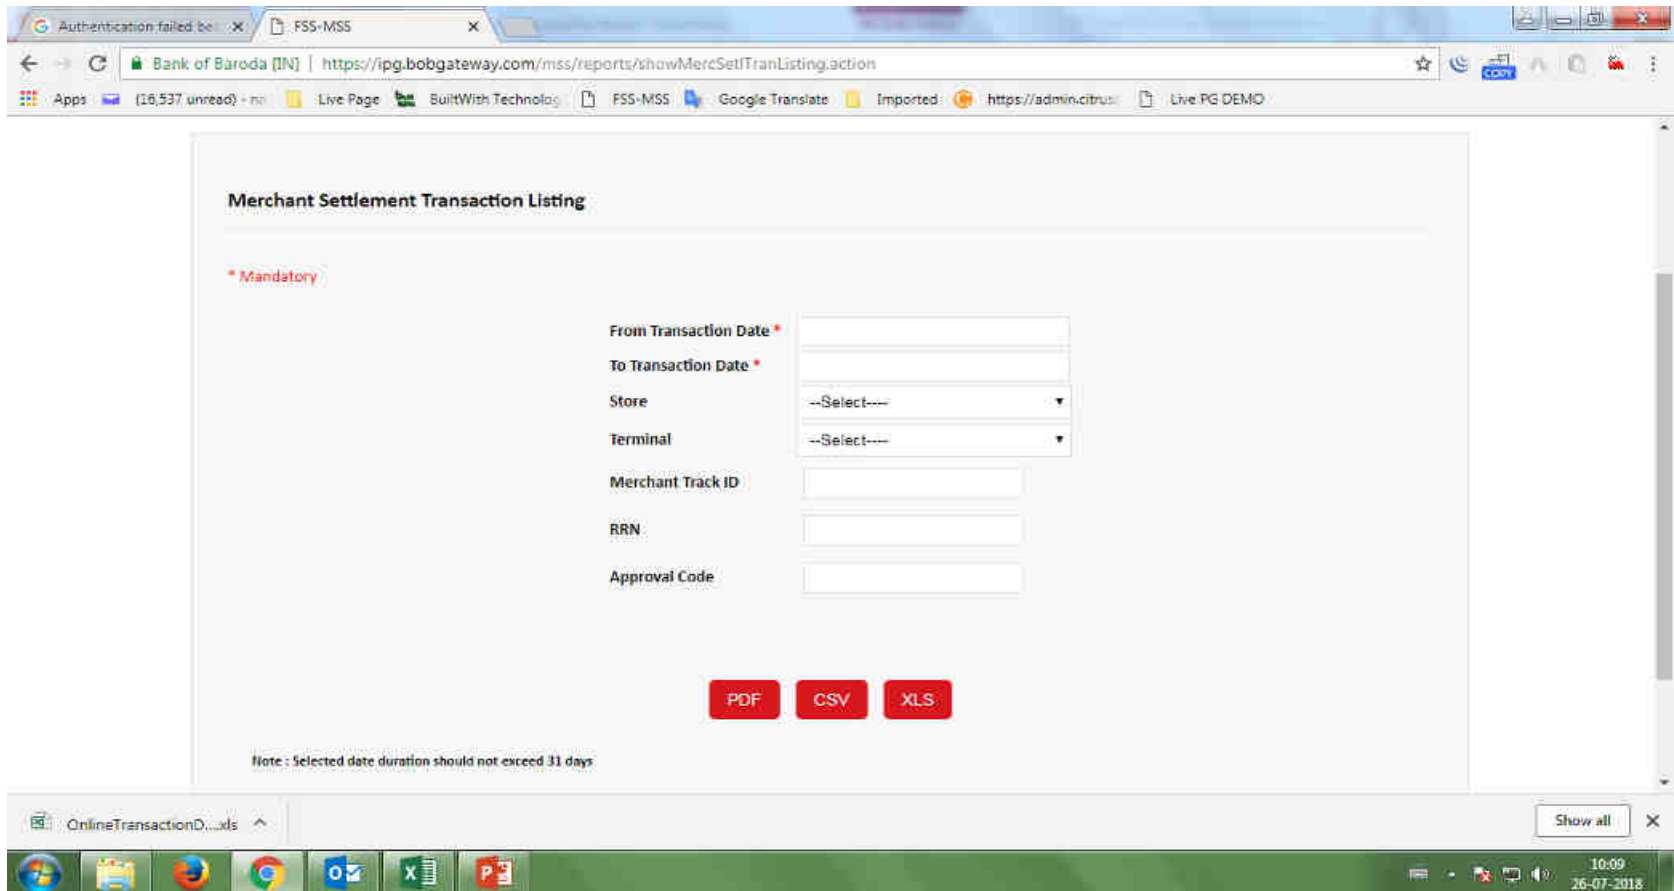 Authentication failed be
FSS-MSS
Bank of Baroda [IN] | https://ipg.bobgateway.com/mss/reports/showMercSetlTranListing.action
COPY
Apps (16,537 unread) - Live Page BuiltWith Technolog FSS-MSS Google Translate Imported https://admin.citrus Live PG DEMO
Merchant Settlement Transaction Listing
* Mandatory
From Transaction Date *
To Transaction Date *
Store --Select----
Terminal --Select----
Merchant Track ID
RRN
Approval Code
PDF CSV XLS
Note : Selected date duration should not exceed 31 days
OnlineTransactionD....xls
Show all
10:09
26-07-2018